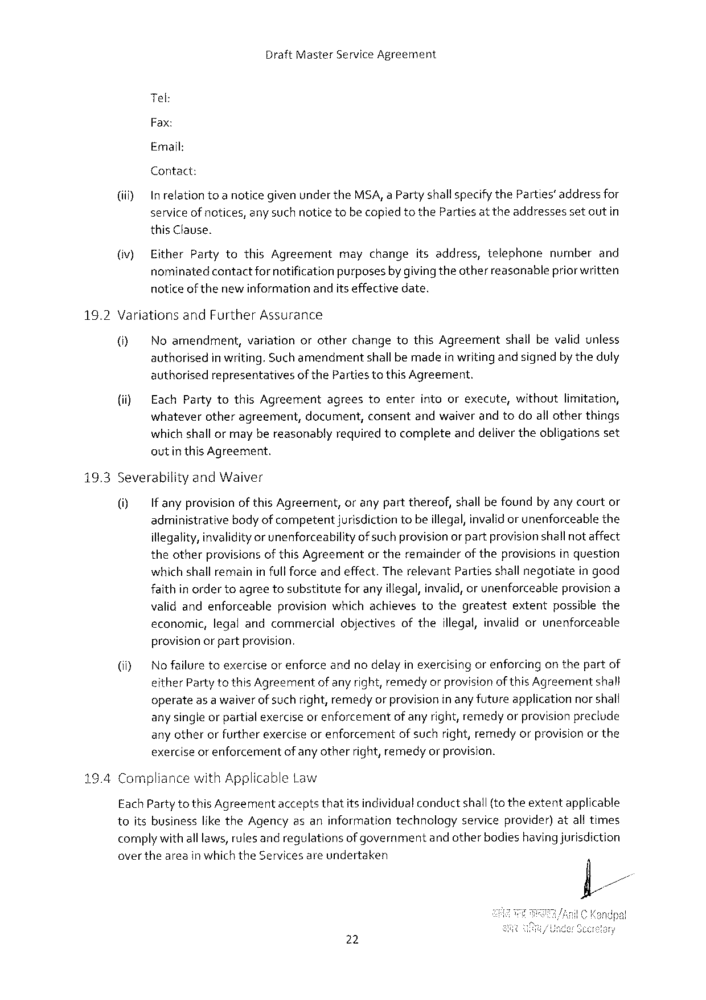 Draft Master Service Agreement
Tel:
Fax:
Email:
Contact:
(iii) In relation to a notice given under the MSA, a Party shall specify the Parties' address for
service of notices, any such notice to be copied to the Parties at the addresses set out in
this Clause.
(iv) Either Party to this Agreement may change its address, telephone number and
nominated contact for notification purposes by giving the other reasonable prior written
notice of the new information and its effective date.
19.2 Variations and Further Assurance
(i) No amendment, variation or other change to this Agreement shall be valid unless
authorised in writing. Such amendment shall be made in writing and signed by the duly
authorised representatives of the Parties to this Agreement.
(ii) Each Party to this Agreement agrees to enter into or execute, without limitation,
whatever other agreement, document, consent and waiver and to do all other things
which shall or may be reasonably required to complete and deliver the obligations set
out in this Agreement.
19.3 Severability and Waiver
(i) If any provision of this Agreement, or any part thereof, shall be found by any court or
administrative body of competent jurisdiction to be illegal, invalid or unenforceable the
illegality, invalidity or unenforceability of such provision or part provision shall not affect
the other provisions of this Agreement or the remainder of the provisions in question
which shall remain in full force and effect. The relevant Parties shall negotiate in good
faith in order to agree to substitute for any illegal, invalid, or unenforceable provision a
valid and enforceable provision which achieves to the greatest extent possible the
economic, legal and commercial objectives of the illegal, invalid or unenforceable
provision or part provision.
(ii) No failure to exercise or enforce and no delay in exercising or enforcing on the part of
either Party to this Agreement of any right, remedy or provision of this Agreement shall
operate as a waiver of such right, remedy or provision in any future application nor shall
any single or partial exercise or enforcement of any right, remedy or provision preclude
any other or further exercise or enforcement of such right, remedy or provision or the
exercise or enforcement of any other right, remedy or provision.
19.4 Compliance with Applicable Law
Each Party to this Agreement accepts that its individual conduct shall (to the extent applicable
to its business like the Agency as an information technology service provider) at all times
comply with all laws, rules and regulations of government and other bodies having jurisdiction
over the area in which the Services are undertaken
/Anil C Kandpal
/Under Secretary
22